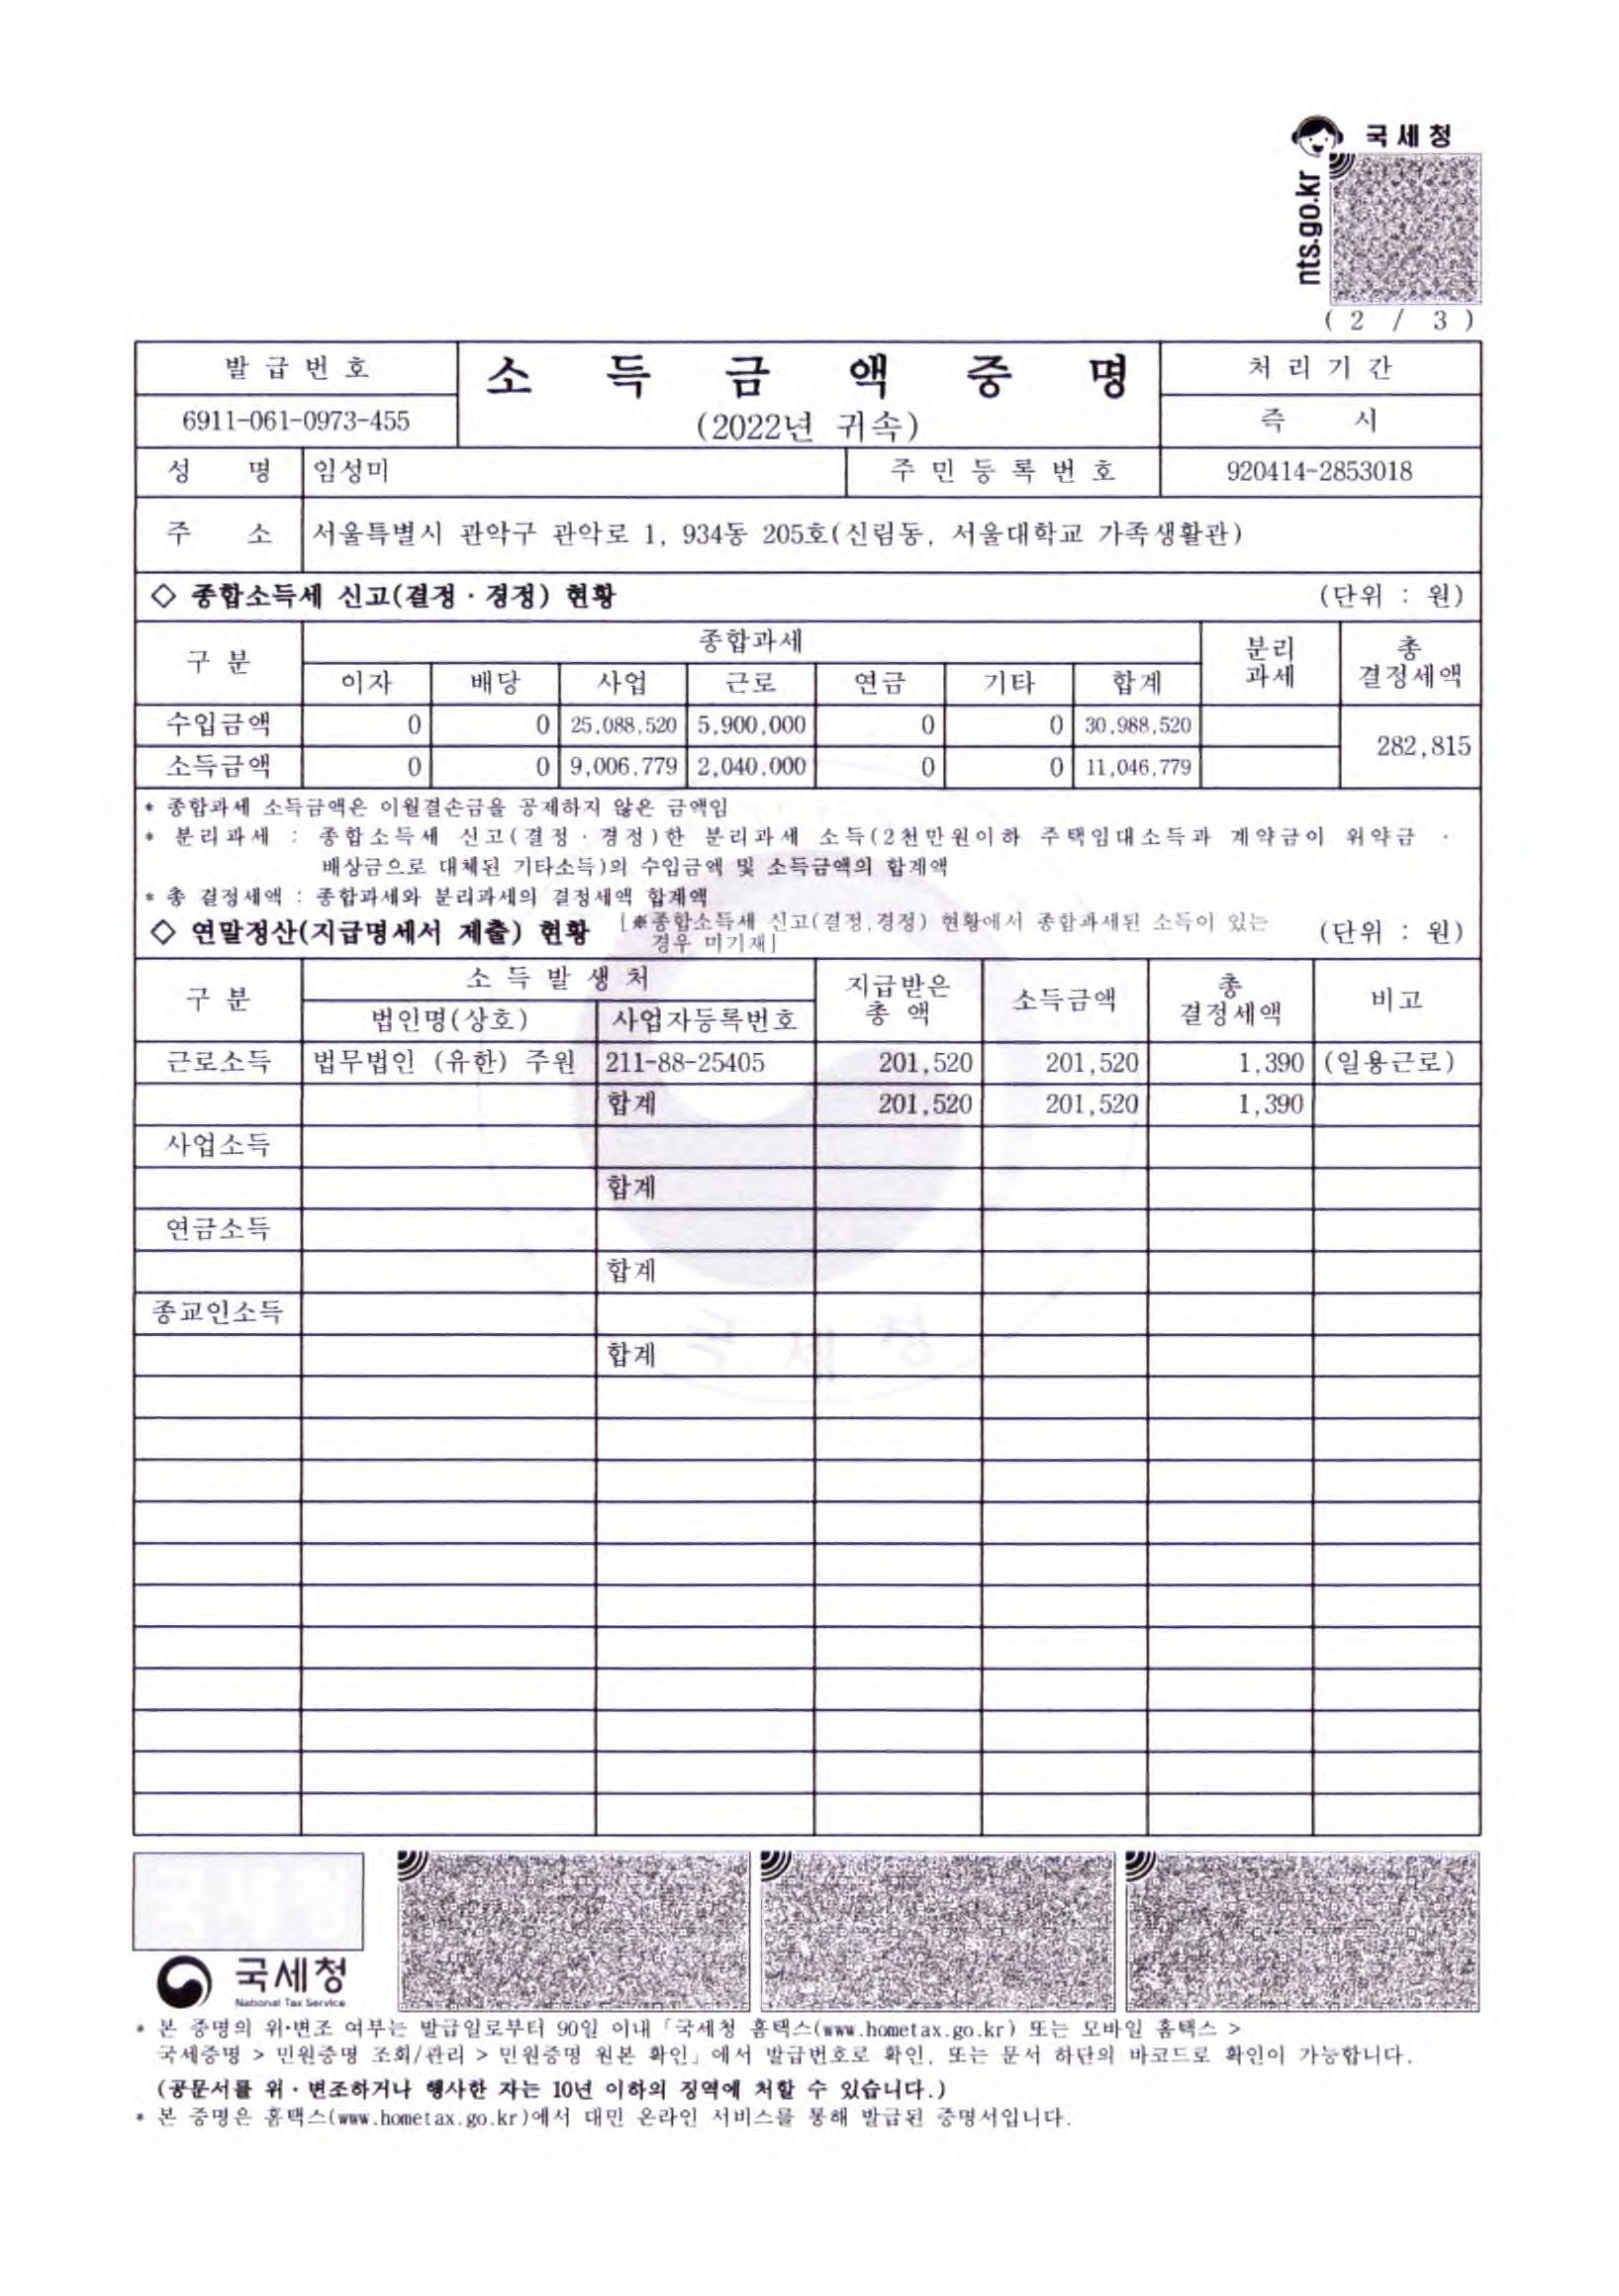 국세청
nts.go.kr
( 2 / 3 )
발급번호 소득금액증명 처리기간
6911-061-0973-455 (2022년 귀속) 즉 시
성 명 임성미 주민등록번호 920414-2853018
주 소 서울특별시 관악구 관악로 1, 934동 205호(신림동, 서울대학교 가족생활관)
◇ 종합소득세 신고(결정·경정) 현황 (단위 : 원)
구분 종합과세 분리과세 총결정세액
이자 배당 사업 근로 연금 기타 합계
수입금액 0 0 25,088,520 5,900,000 0 0 30,988,520 282,815
소득금액 0 0 9,006,779 2,040,000 0 0 11,046,779
* 종합과세 소득금액은 이월결손금을 공제하지 않은 금액임
* 분리과세 : 종합소득세 신고(결정·경정)한 분리과세 소득(2천만원이하 주택임대소득과 계약금이 위약금·
배상금으로 대체된 기타소득)의 수입금액 및 소득금액의 합계액
* 총 결정세액 : 종합과세와 분리과세의 결정세액 합계액
◇ 연말정산(지급명세서 제출) 현황 [※종합소득세 신고(결정,경정) 현황에서 종합과세된 소득이 있는 (단위 : 원)
경우 미기재]
구분 소득발생처 지급받은 총액 소득금액 총결정세액 비고
법인명(상호) 사업자등록번호
근로소득 법무법인 (유한) 주원 211-88-25405 201,520 201,520 1,390 (일용근로)
합계 201,520 201,520 1,390
사업소득
합계
연금소득
합계
종교인소득
합계
국세청
국세청
국세청
National Tax Service
* 본 증명의 위·변조 여부는 발급일로부터 90일 이내「국세청 홈택스(www.hometax.go.kr) 또는 모바일 홈택스 >
국세증명 > 민원증명 조회/관리 > 민원증명 원본 확인」에서 발급번호로 확인, 또는 문서 하단의 바코드로 확인이 가능합니다.
(공문서를 위·변조하거나 행사한 자는 10년 이하의 징역에 처할 수 있습니다.)
* 본 증명은 홈택스(www.hometax.go.kr)에서 대민 온라인 서비스를 통해 발급된 증명서입니다.